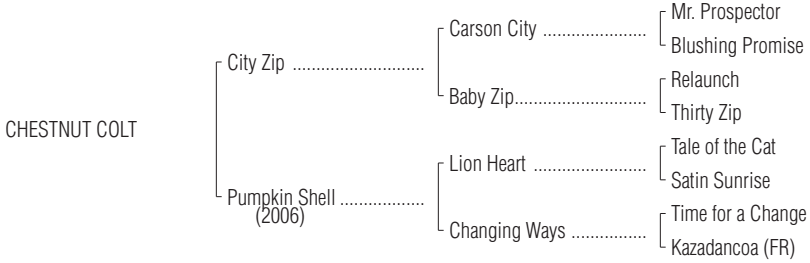 Mr. Prospector
Carson City ......................
Blushing Promise
City Zip ............................
Relaunch
Baby Zip............................
Thirty Zip
CHESTNUT COLT
Tale of the Cat
Lion Heart ........................
Satin Sunrise
Pumpkin Shell ..................
(2006)
Time for a Change
Changing Ways ................
Kazadancoa (FR)